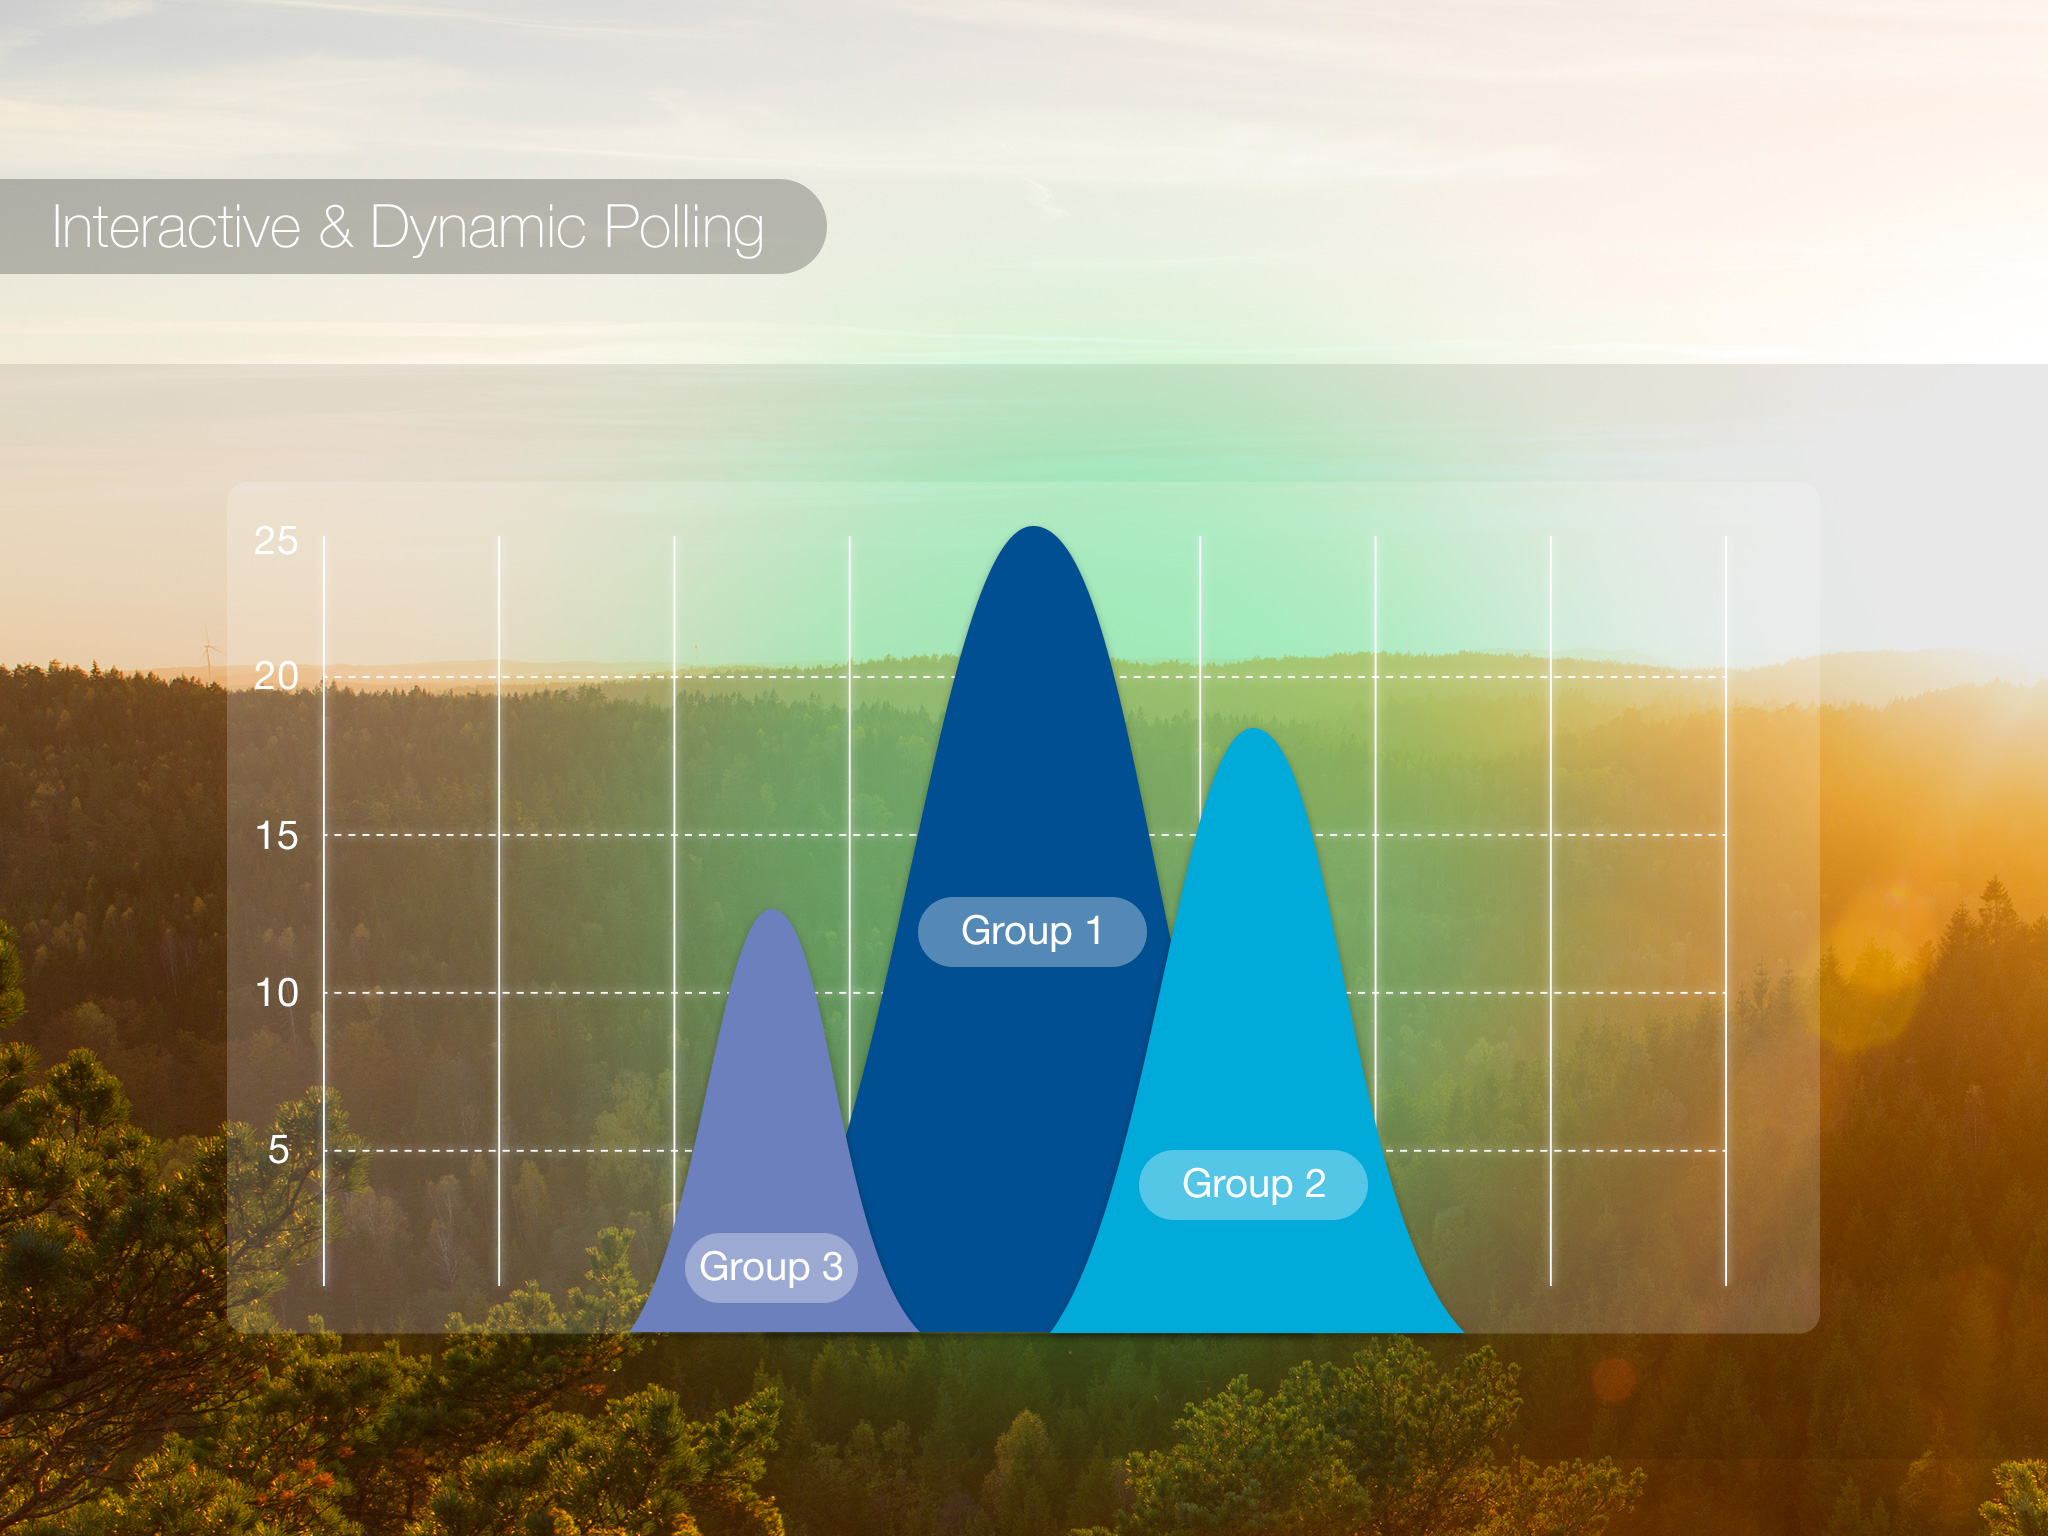 Interactive & Dynamic Polling
25
20
15
10
5
Group 1
Group 2
Group 3